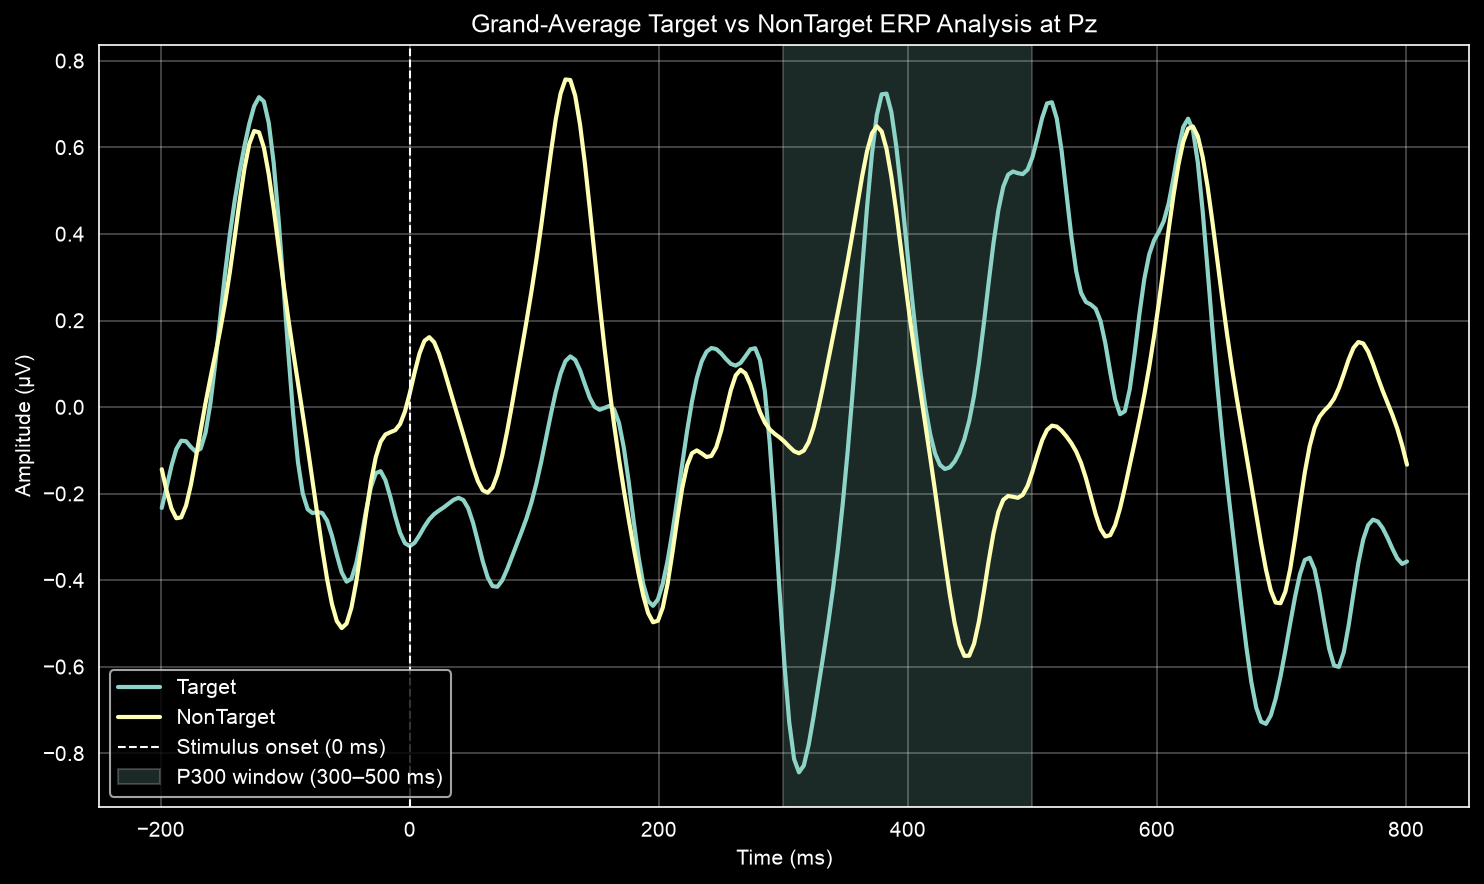 Grand-Average Target vs NonTarget ERP Analysis at Pz
0.8
0.6
0.4
0.2
0.0
−0.2
−0.4
−0.6
−0.8
Amplitude (µV)
Target
NonTarget
Stimulus onset (0 ms)
P300 window (300–500 ms)
−200 0 200 400 600 800
Time (ms)